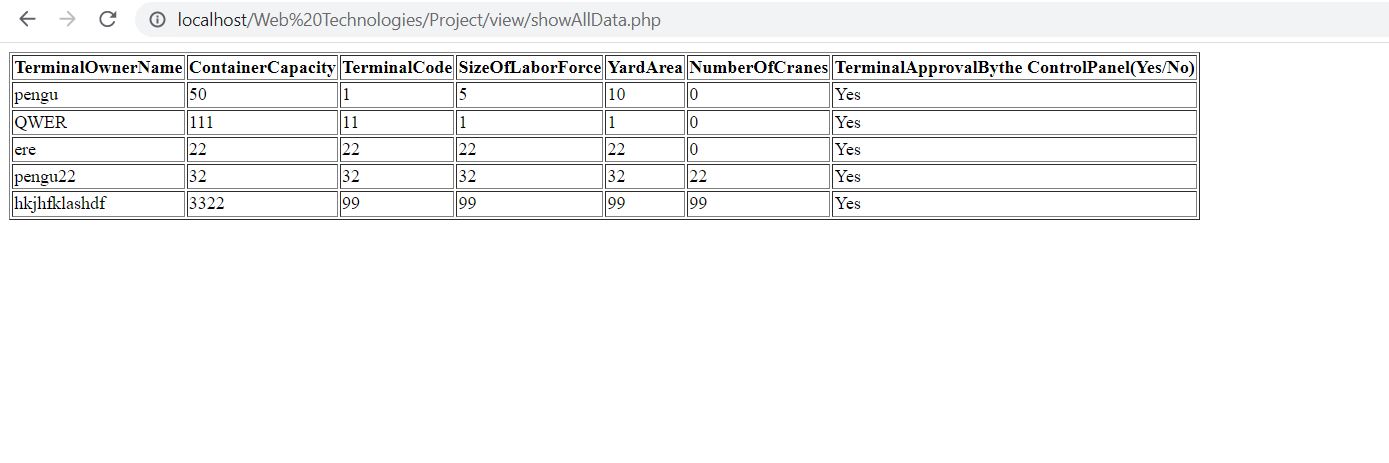 localhost/Web%20Technologies/Project/view/showAllData.php
TerminalOwnerName ContainerCapacity TerminalCode SizeOfLaborForce YardArea NumberOfCranes TerminalApprovalBythe ControlPanel(Yes/No)
pengu 50 1 5 10 0 Yes
QWER 111 11 1 1 0 Yes
ere 22 22 22 22 0 Yes
pengu22 32 32 32 32 22 Yes
hkjhfklashdf 3322 99 99 99 99 Yes